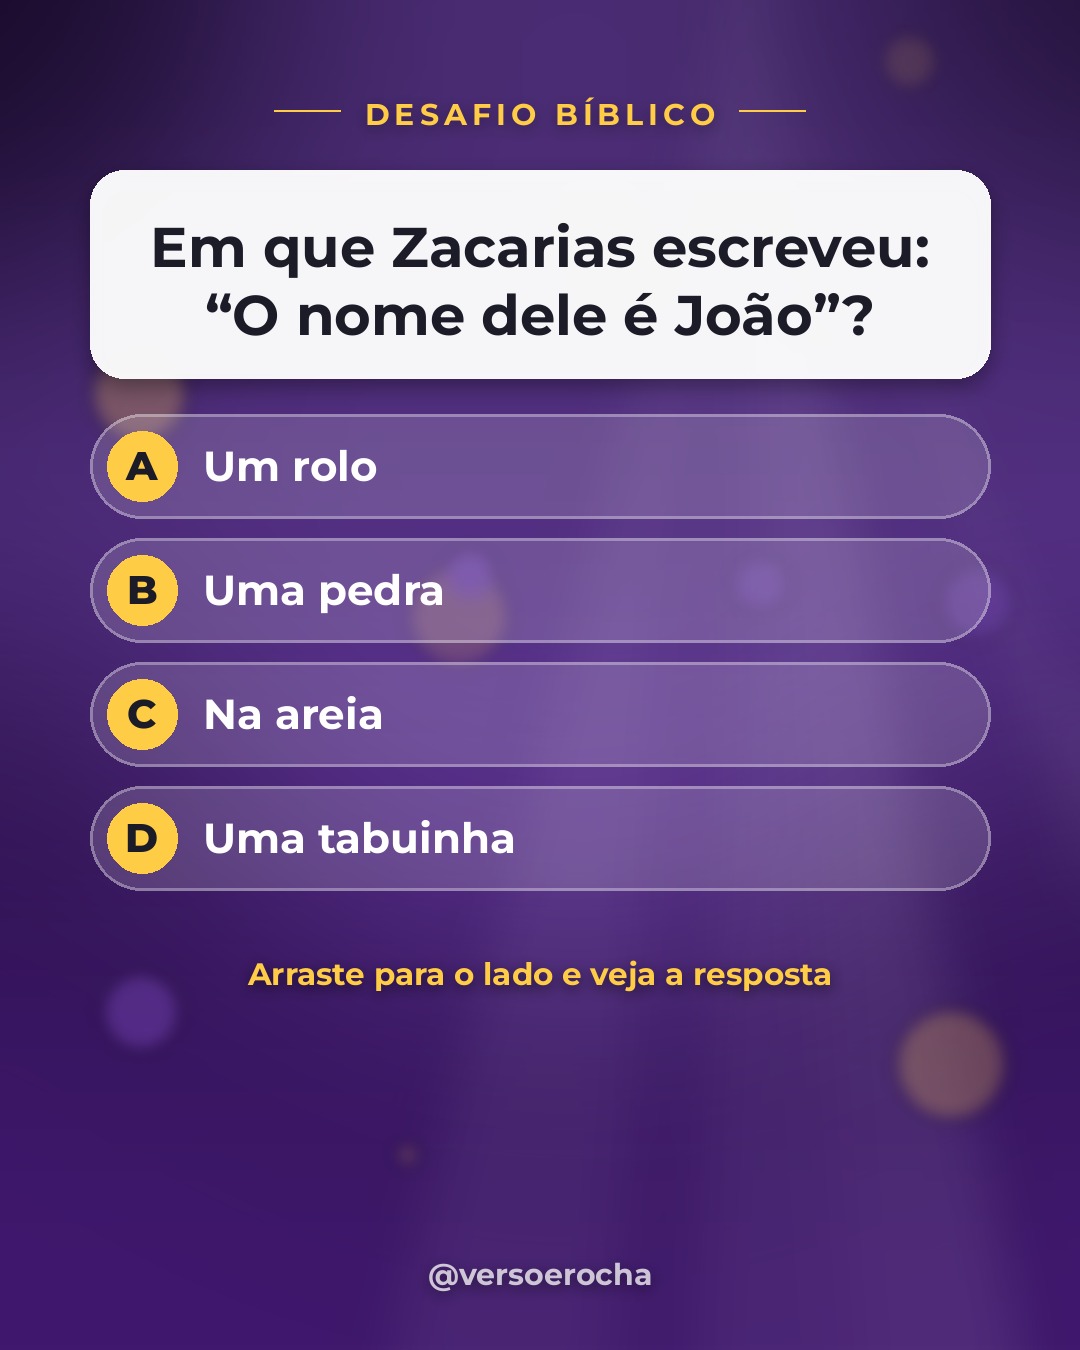 DESAFIO BÍBLICO
Em que Zacarias escreveu:
“O nome dele é João”?
A Um rolo
B Uma pedra
C Na areia
D Uma tabuinha
Arraste para o lado e veja a resposta
@versoerocha